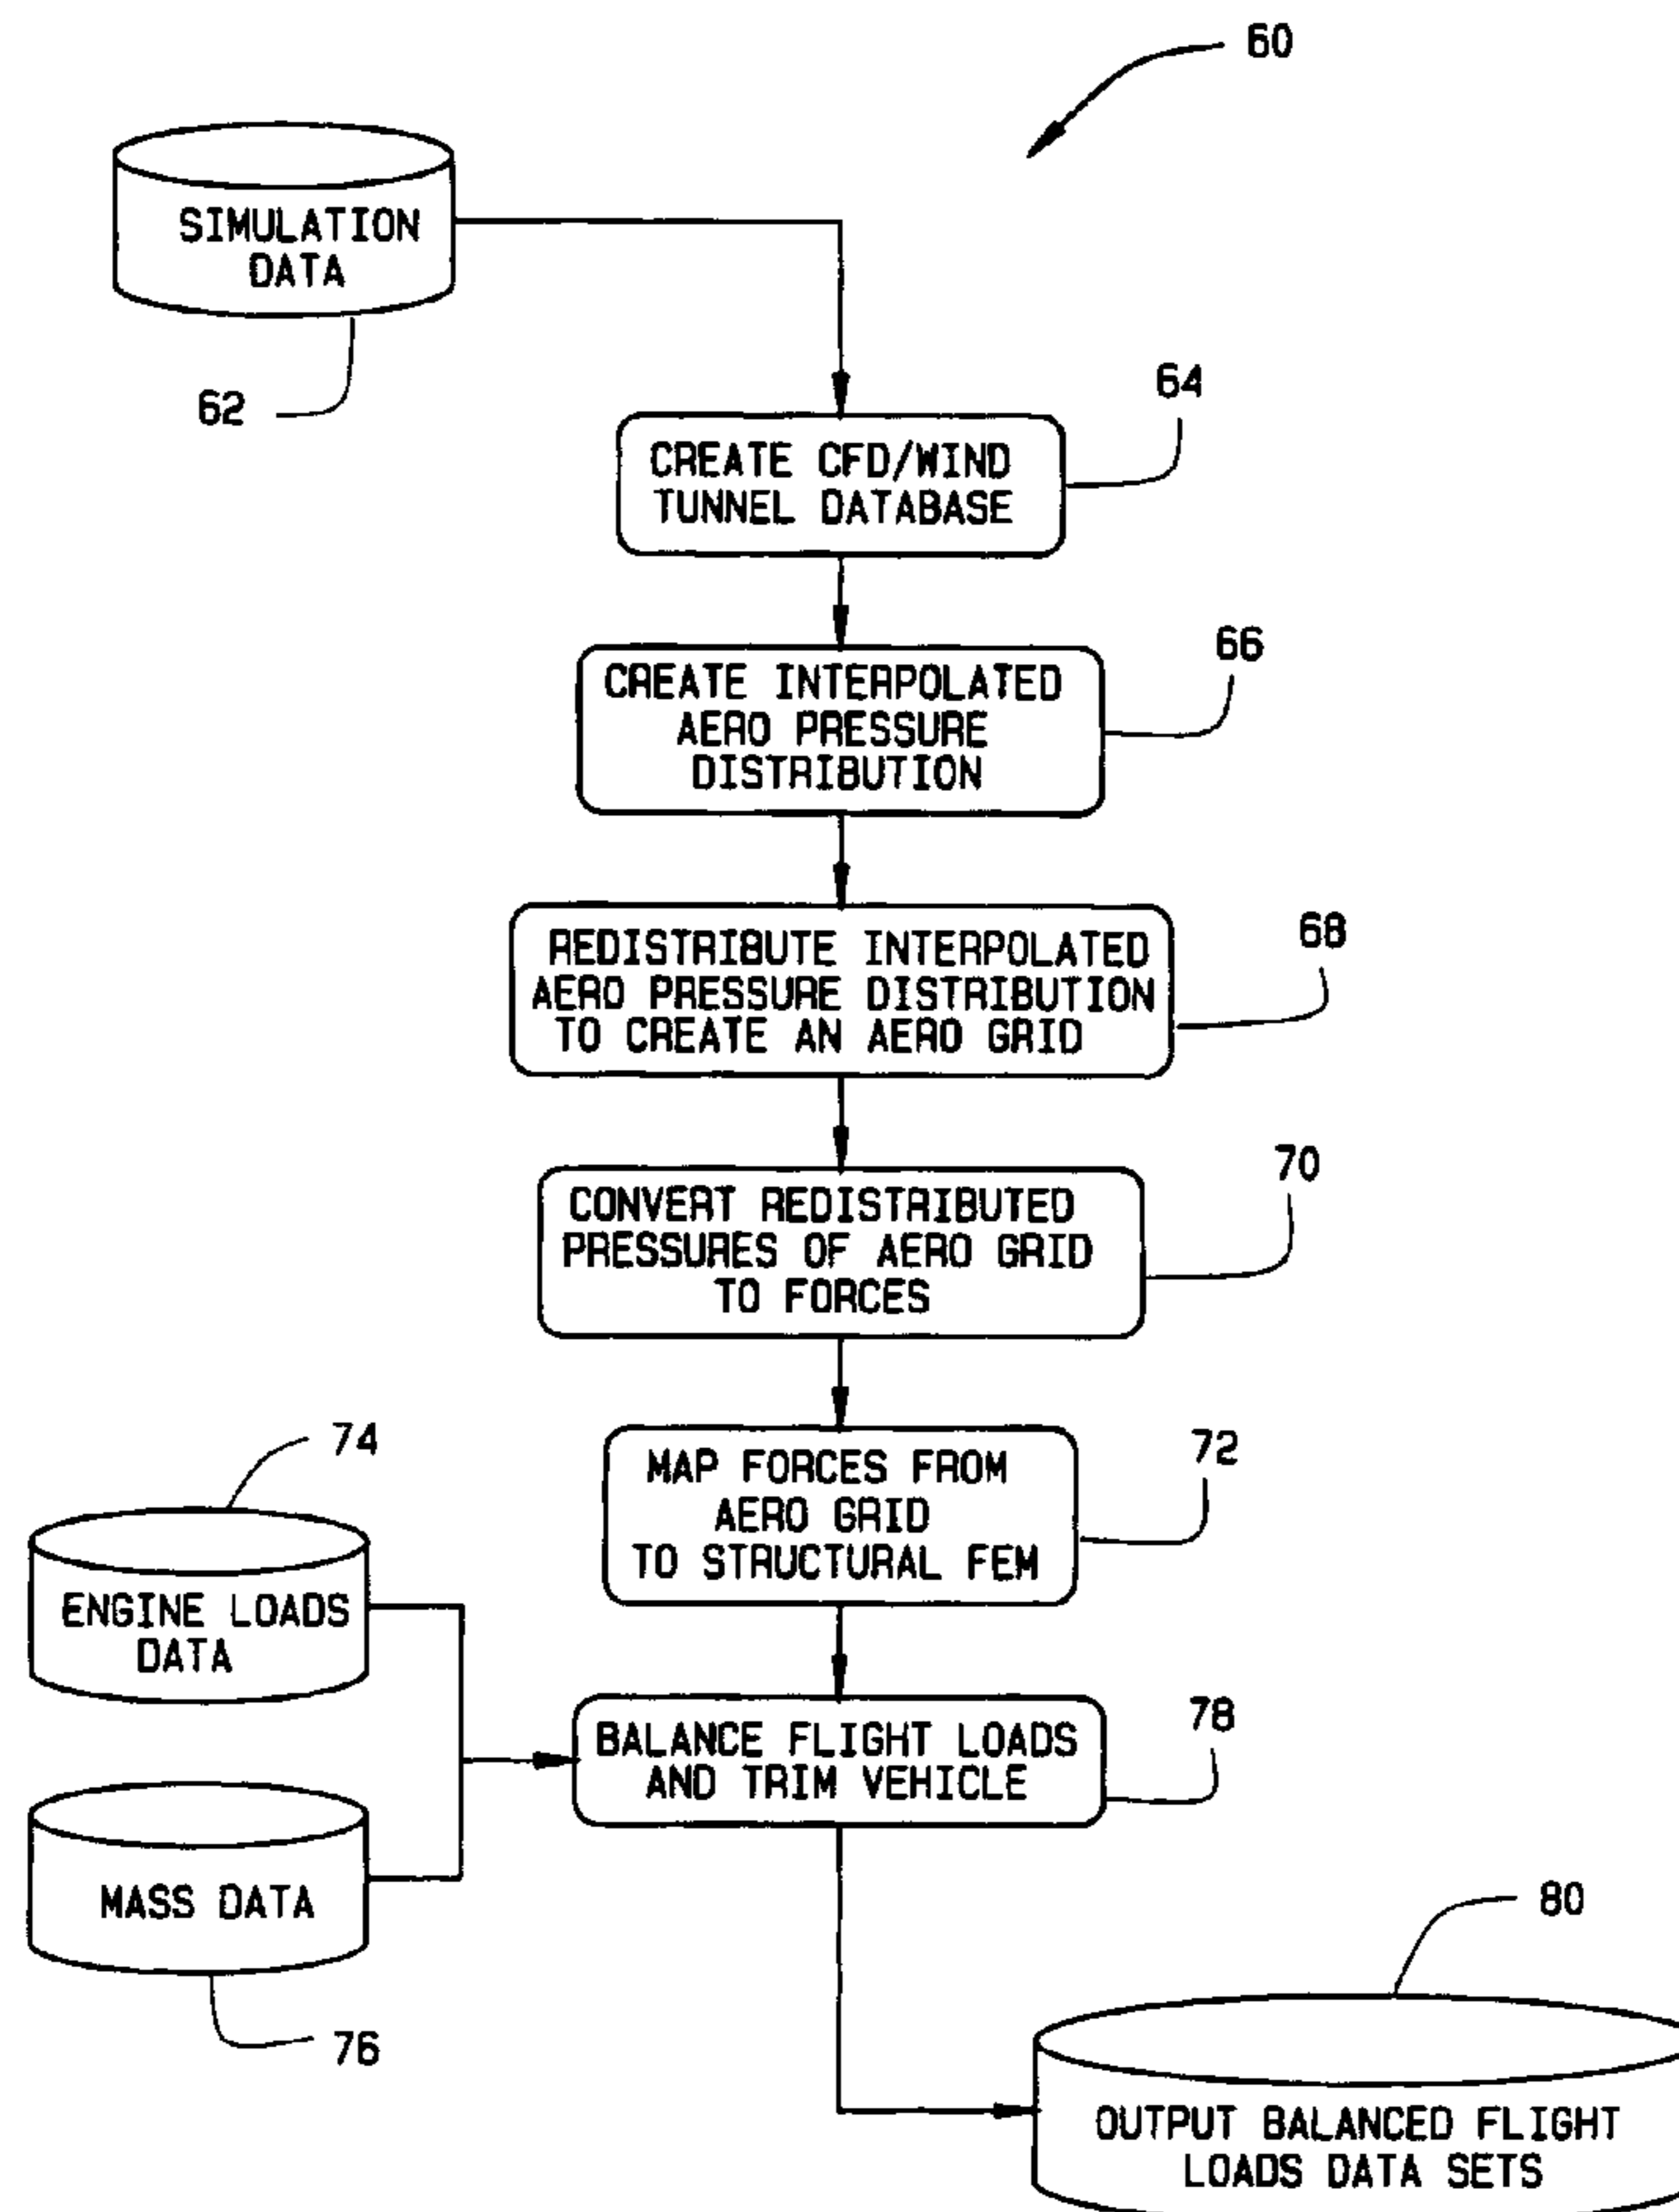 60
SIMULATION
DATA
62
64
CREATE CFD/WIND
TUNNEL DATABASE
66
CREATE INTERPOLATED
AERO PRESSURE
DISTRIBUTION
68
REDISTRIBUTE INTERPOLATED
AERO PRESSURE DISTRIBUTION
TO CREATE AN AERO GRID
70
CONVERT REDISTRIBUTED
PRESSURES OF AERO GRID
TO FORCES
72
MAP FORCES FROM
AERO GRID
TO STRUCTURAL FEM
74
ENGINE LOADS
DATA
MASS DATA
76
78
BALANCE FLIGHT LOADS
AND TRIM VEHICLE
80
OUTPUT BALANCED FLIGHT
LOADS DATA SETS